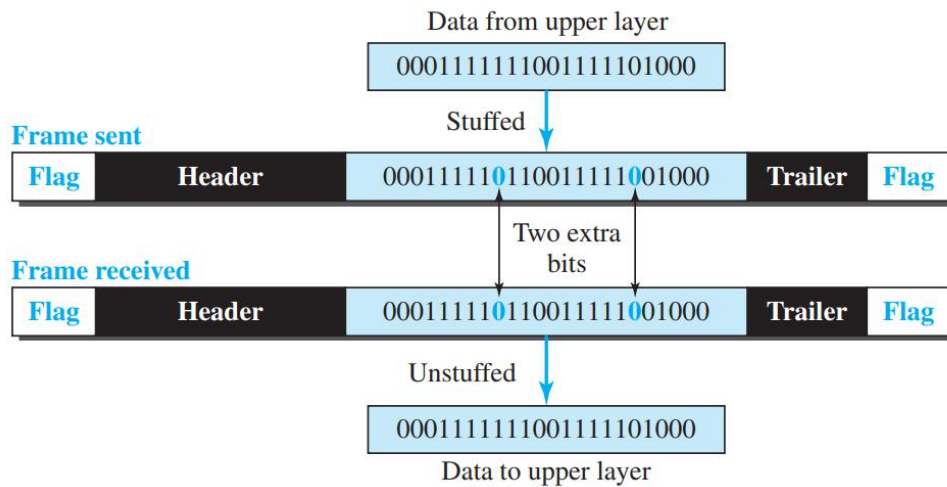 Data from upper layer
0001111111001111101000
Stuffed
Frame sent
Flag Header 000111110110011111001000 Trailer Flag
Two extra
bits
Frame received
Flag Header 000111110110011111001000 Trailer Flag
Unstuffed
0001111111001111101000
Data to upper layer